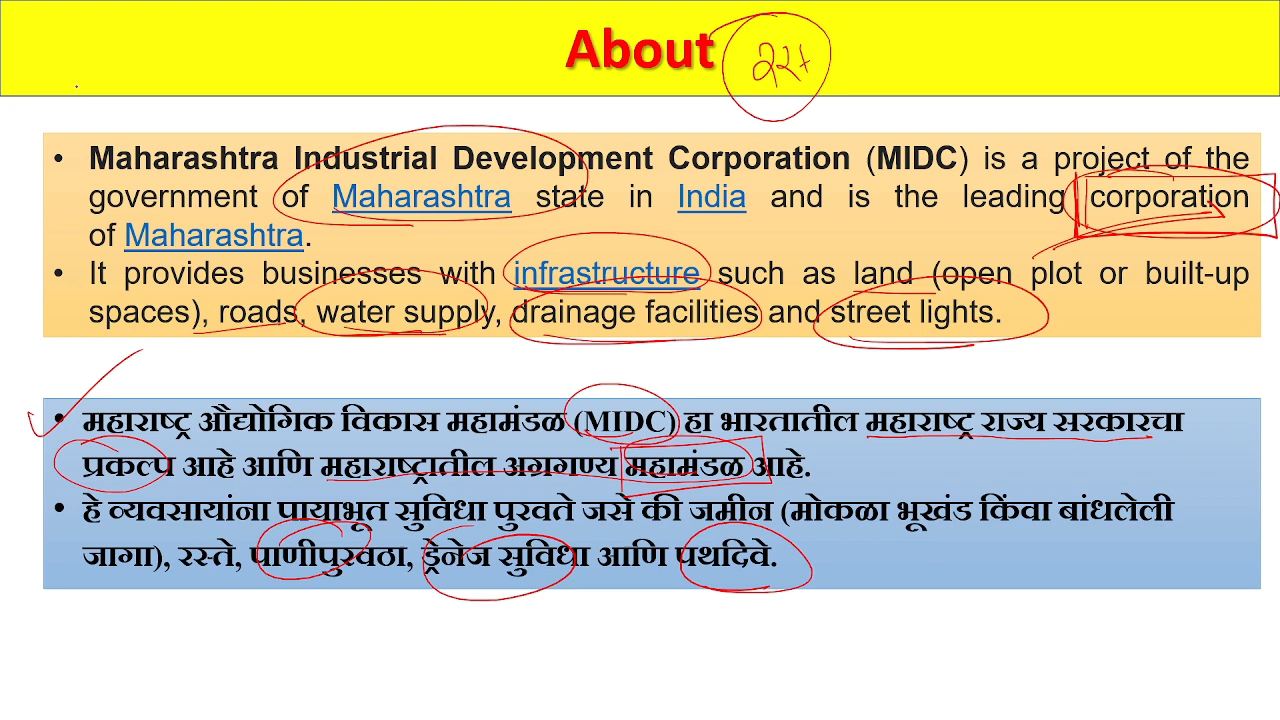 About
२२+
• Maharashtra Industrial Development Corporation (MIDC) is a project of the
government of Maharashtra state in India and is the leading corporation
of Maharashtra.
• It provides businesses with infrastructure such as land (open plot or built-up
spaces), roads, water supply, drainage facilities and street lights.
• महाराष्ट्र औद्योगिक विकास महामंडळ (MIDC) हा भारतातील महाराष्ट्र राज्य सरकारचा
प्रकल्प आहे आणि महाराष्ट्रातील अग्रगण्य महामंडळ आहे.
• हे व्यवसायांना पायाभूत सुविधा पुरवते जसे की जमीन (मोकळा भूखंड किंवा बांधलेली
जागा), रस्ते, पाणीपुरवठा, ड्रेनेज सुविधा आणि पथदिवे.